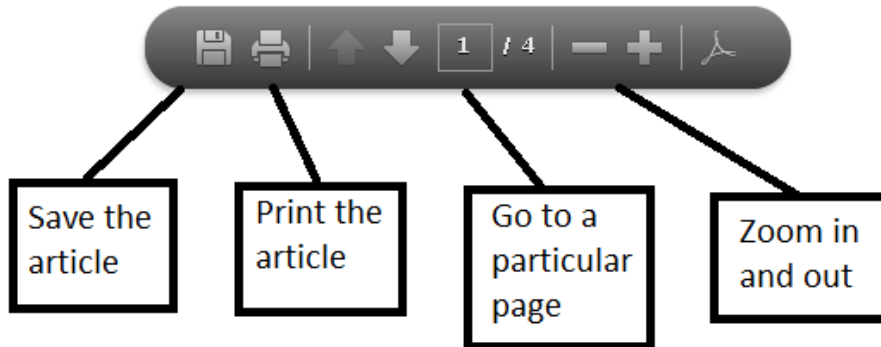 1 / 4
Save the
article
Print the
article
Go to a
particular
page
Zoom in
and out